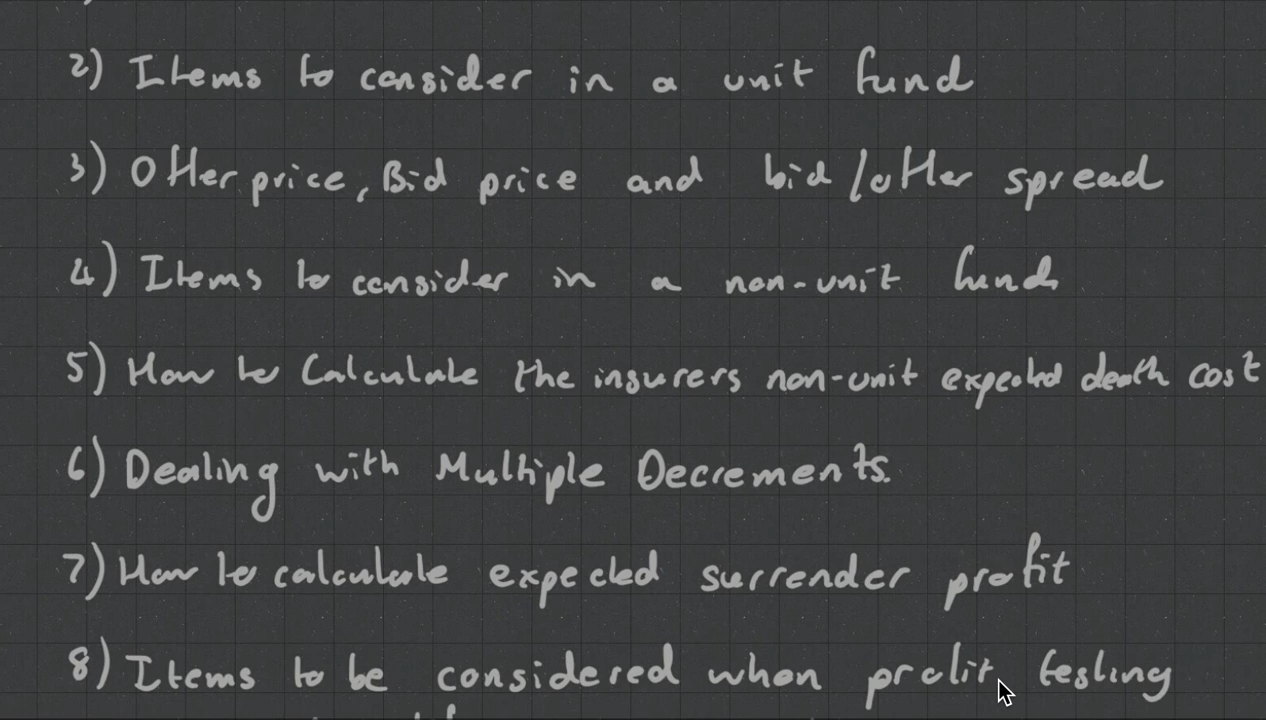 2) Items to consider in a unit fund
3) Offer price, Bid price and bid/offer spread
4) Items to consider in a non-unit fund
5) How to Calculate the insurers non-unit expected death cost
6) Dealing with Multiple Decrements.
7) How to calculate expected surrender profit
8) Items to be considered when profit testing